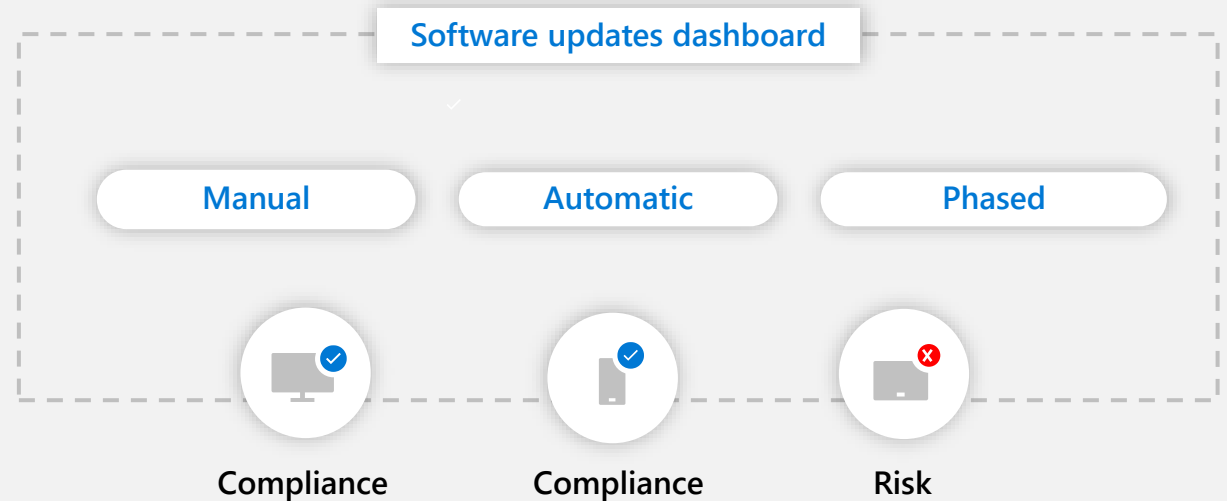 Software updates dashboard
Manual
Automatic
Phased
Compliance
Compliance
Risk